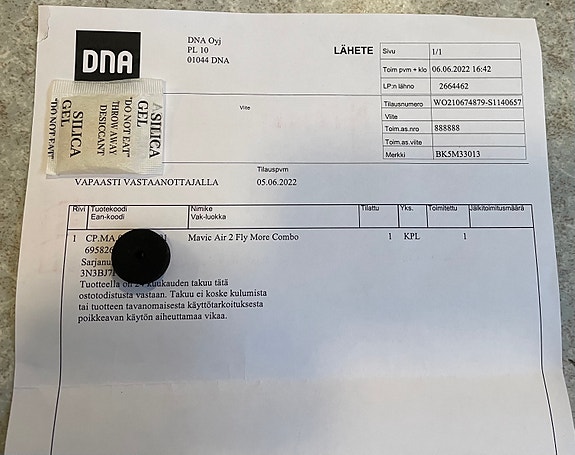 DNA
DNA Oyj
PL 10
01044 DNA
LÄHETE
Sivu 1/1
Toim pvm + klo 06.06.2022 16:42
LP:n lähno 2664462
Tilausnumero WO210674879-S1140657
Viite
Toim.as.nro 888888
Toim.as.viite
Merkki BK5M33013
Viite
SILICA
GEL
"DO NOT EAT"
THROW AWAY
DESICCANT
SILICA
GEL
"DO NOT EAT"
Tilauspvm
VAPAASTI VASTAANOTTAJALLA 05.06.2022
Rivi Tuotekoodi Nimike Tilattu Yks. Toimitettu Jälkitoimitusmäärä
Ean-koodi Vak-luokka
1 CP.MA. Mavic Air 2 Fly More Combo 1 KPL 1
69582
Sarjanu
3N3BJ7
Tuotteella on 24 kuukauden takuu tätä
ostotodistusta vastaan. Takuu ei koske kulumista
tai tuotteen tavanomaisesta käyttötarkoituksesta
poikkeavan käytön aiheuttamaa vikaa.